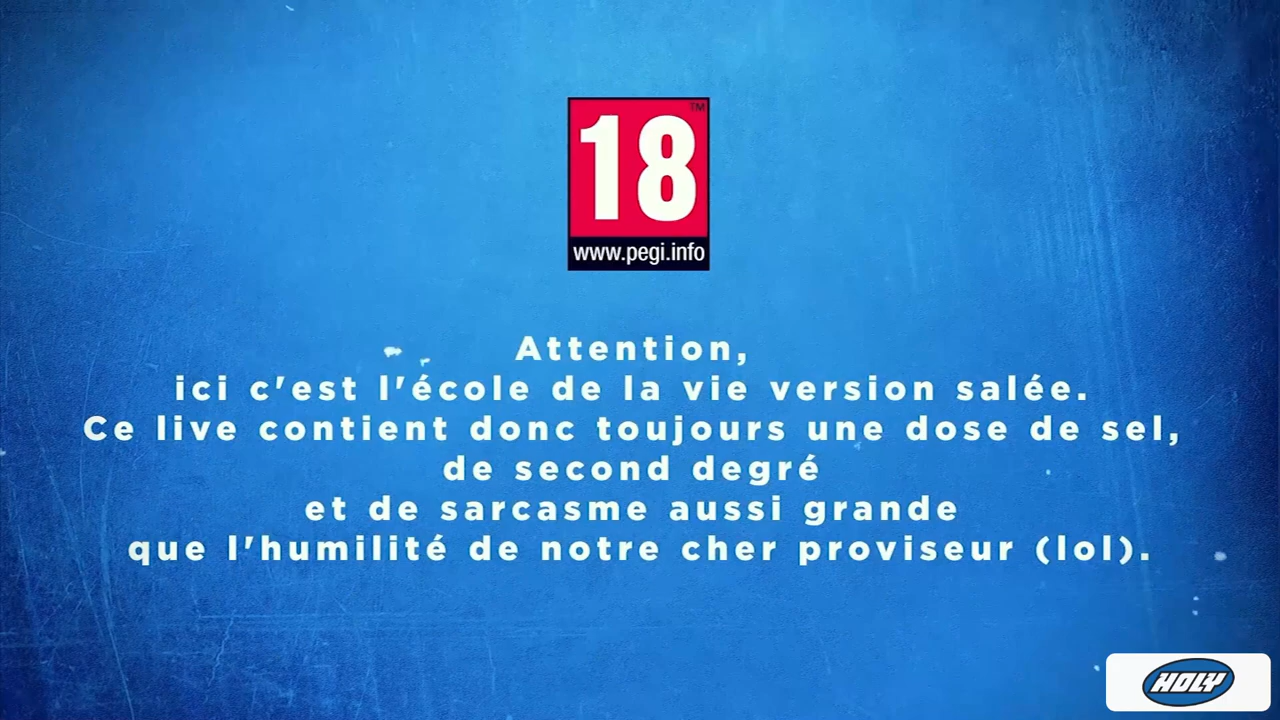 18
TM
www.pegi.info
Attention,
ici c'est l'école de la vie version salée.
Ce live contient donc toujours une dose de sel,
de second degré
et de sarcasme aussi grande
que l'humilité de notre cher proviseur (lol).
HOLY